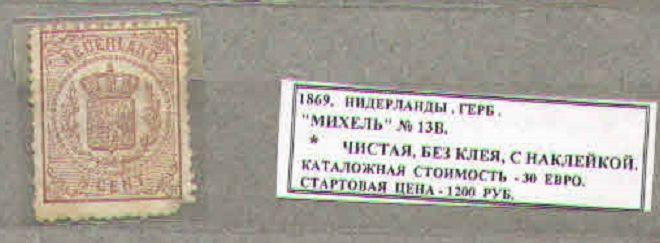 NEDERLAND
CENT
1869. НИДЕРЛАНДЫ. ГЕРБ.
"МИХЕЛЬ" № 13В.
* ЧИСТАЯ, БЕЗ КЛЕЯ, С НАКЛЕЙКОЙ.
КАТАЛОЖНАЯ СТОИМОСТЬ - 30 ЕВРО.
СТАРТОВАЯ ЦЕНА - 1200 РУБ.